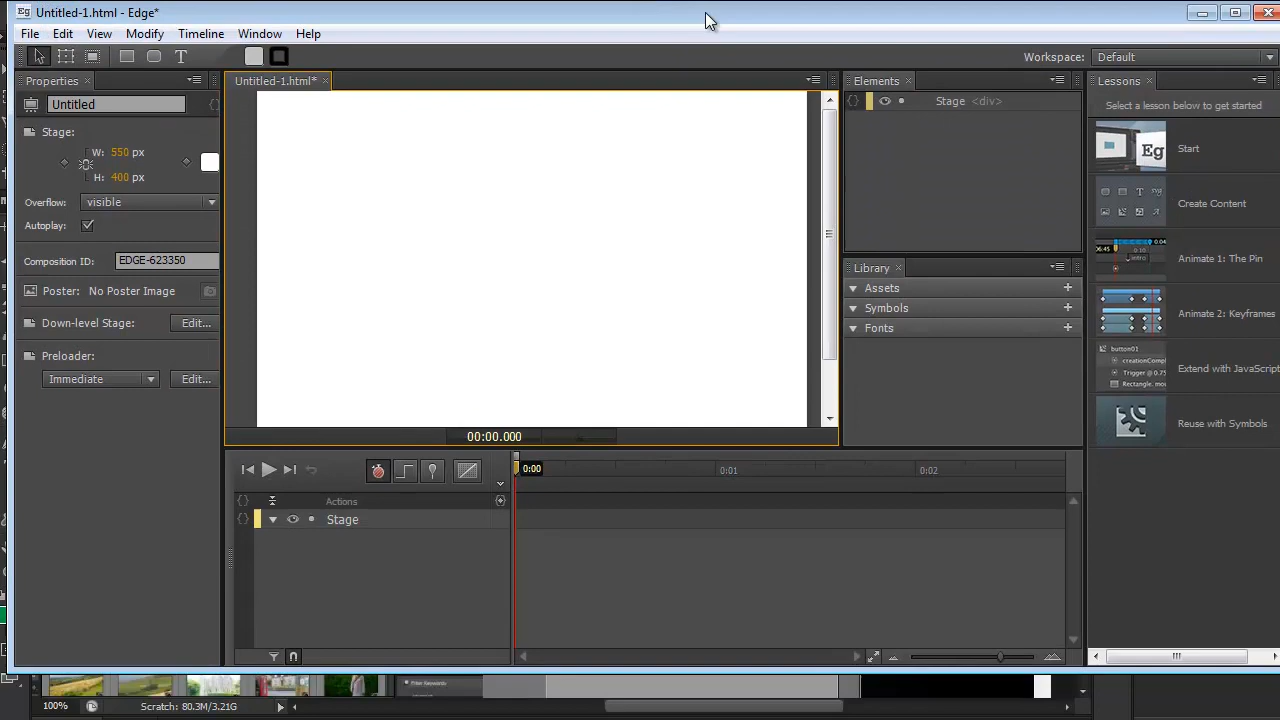 Eg Untitled-1.html - Edge*
File Edit View Modify Timeline Window Help
T Workspace: Default
Properties
Untitled-1.html*
Elements
Lessons
Untitled
Stage <div>
Select a lesson below to get started
Stage:
W: 550 px
H: 400 px
Overflow: visible
Autoplay:
Composition ID: EDGE-623350
Poster: No Poster Image
Down-level Stage: Edit...
Preloader:
Immediate Edit...
Library
Assets
Symbols
Fonts
Eg Start
Create Content
Animate 1: The Pin
Animate 2: Keyframes
button01
Extend with JavaScript
Reuse with Symbols
00:00.000
0:00 0:01 0:02
Actions
Stage
100% Scratch: 80.3M/3.21G